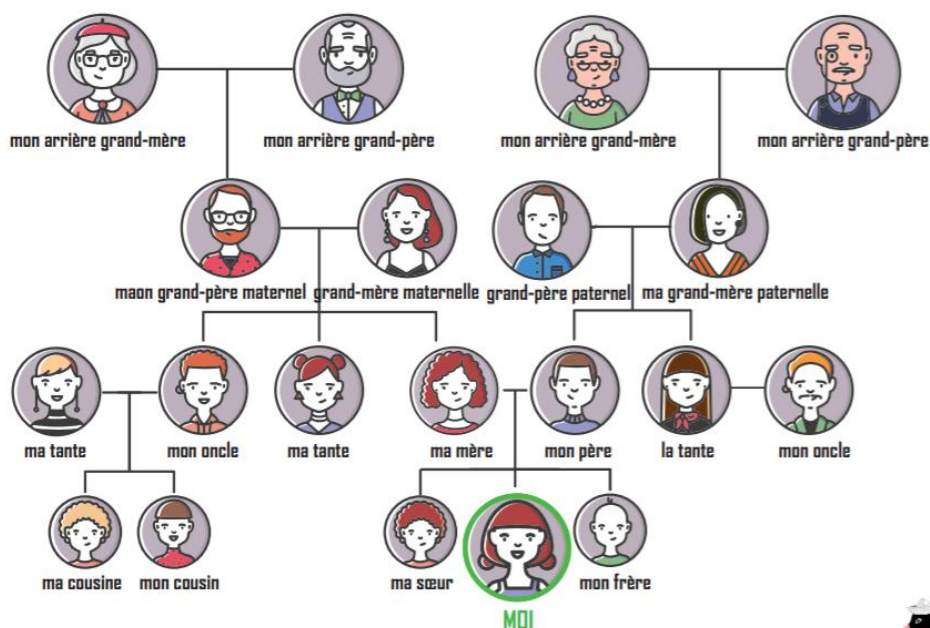 mon arrière grand-mère mon arrière grand-père mon arrière grand-mère mon arrière grand-père
maon grand-père maternel grand-mère maternelle grand-père paternel ma grand-mère paternelle
ma tante mon oncle ma tante ma mère mon père la tante mon oncle
ma cousine mon cousin ma sœur mon frère
MOI